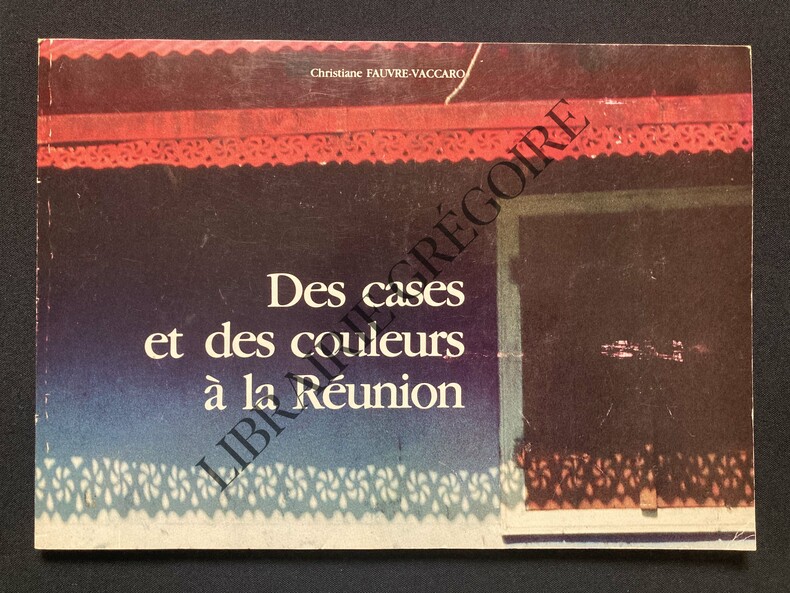 Christiane FAUVRE-VACCARO
Des cases
et des couleurs
à la Réunion
LIBRAIRIE GRÉGOIRE